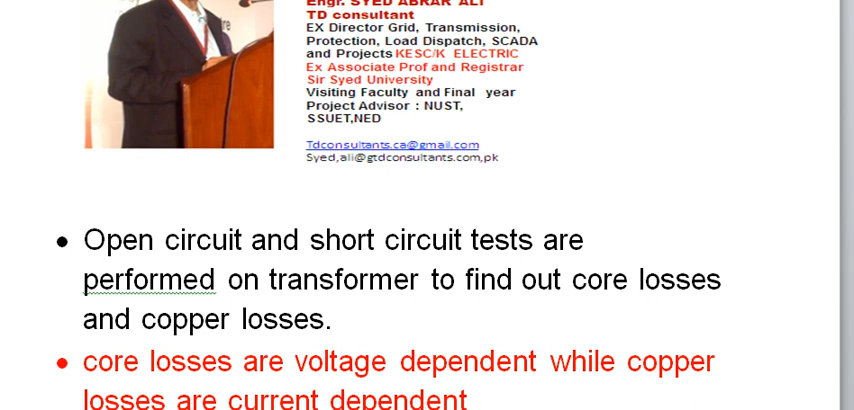 Engr. SYED ABRAR ALI
TD consultant
EX Director Grid, Transmission,
Protection, Load Dispatch, SCADA
and Projects KESC/K ELECTRIC
Ex Associate Prof and Registrar
Sir Syed University
Visiting Faculty and Final year
Project Advisor : NUST,
SSUET,NED
Tdconsultants.ca@gmail.com
Syed,ali@gtdconsultants.com,pk
• Open circuit and short circuit tests are
performed on transformer to find out core losses
and copper losses.
• core losses are voltage dependent while copper
losses are current dependent